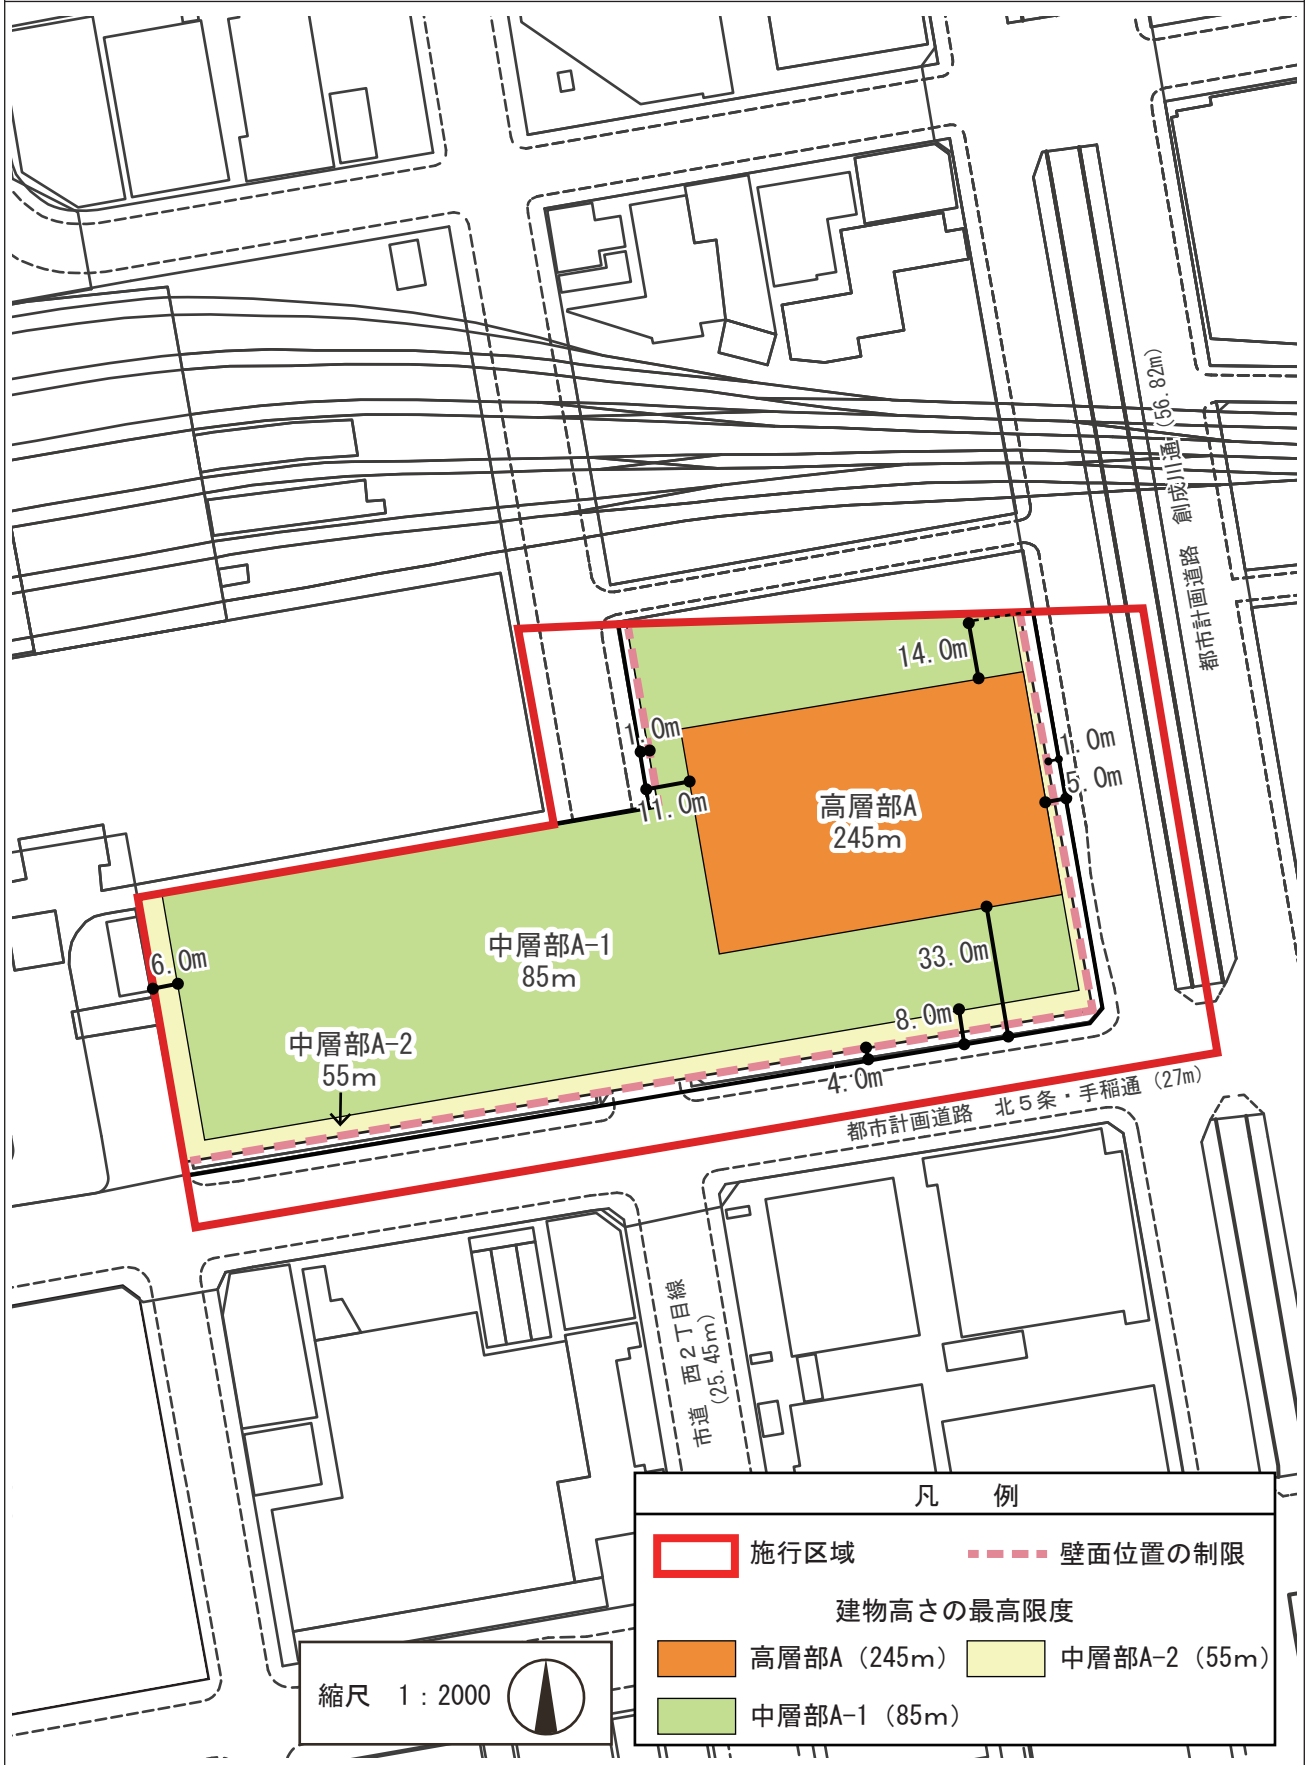 都市計画道路　創成川通（56.82m）
14.0m
1.0m
11.0m
1.0m
5.0m
高層部A
245m
中層部A-1
85m
6.0m
33.0m
8.0m
中層部A-2
55m
4.0m
都市計画道路　北５条・手稲通（27m）
市道　西２丁目線
（25.45m）
凡　例
施行区域
壁面位置の制限
建物高さの最高限度
高層部A（245m）
中層部A-2（55m）
中層部A-1（85m）
縮尺　1：2000